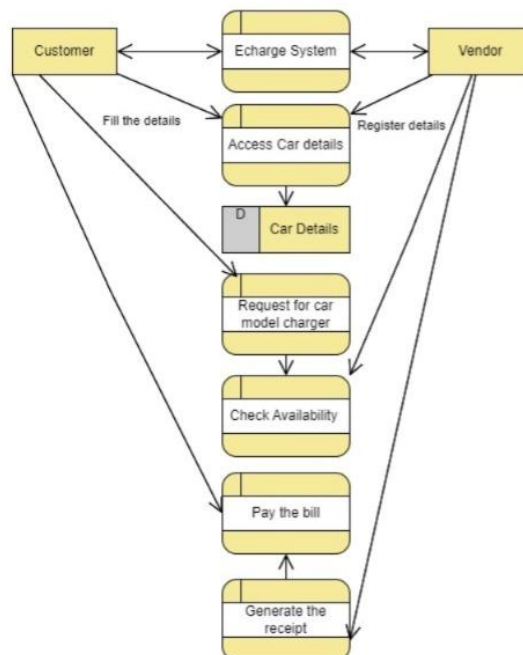 Customer
Echarge System
Vendor
Fill the details
Register details
Access Car details
D
Car Details
Request for car
model charger
Check Availability
Pay the bill
Generate the
receipt